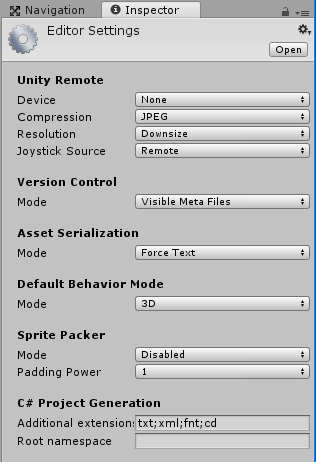 Navigation Inspector
Editor Settings
Open
Unity Remote
Device None
Compression JPEG
Resolution Downsize
Joystick Source Remote
Version Control
Mode Visible Meta Files
Asset Serialization
Mode Force Text
Default Behavior Mode
Mode 3D
Sprite Packer
Mode Disabled
Padding Power 1
C# Project Generation
Additional extensions txt;xml;fnt;cd
Root namespace